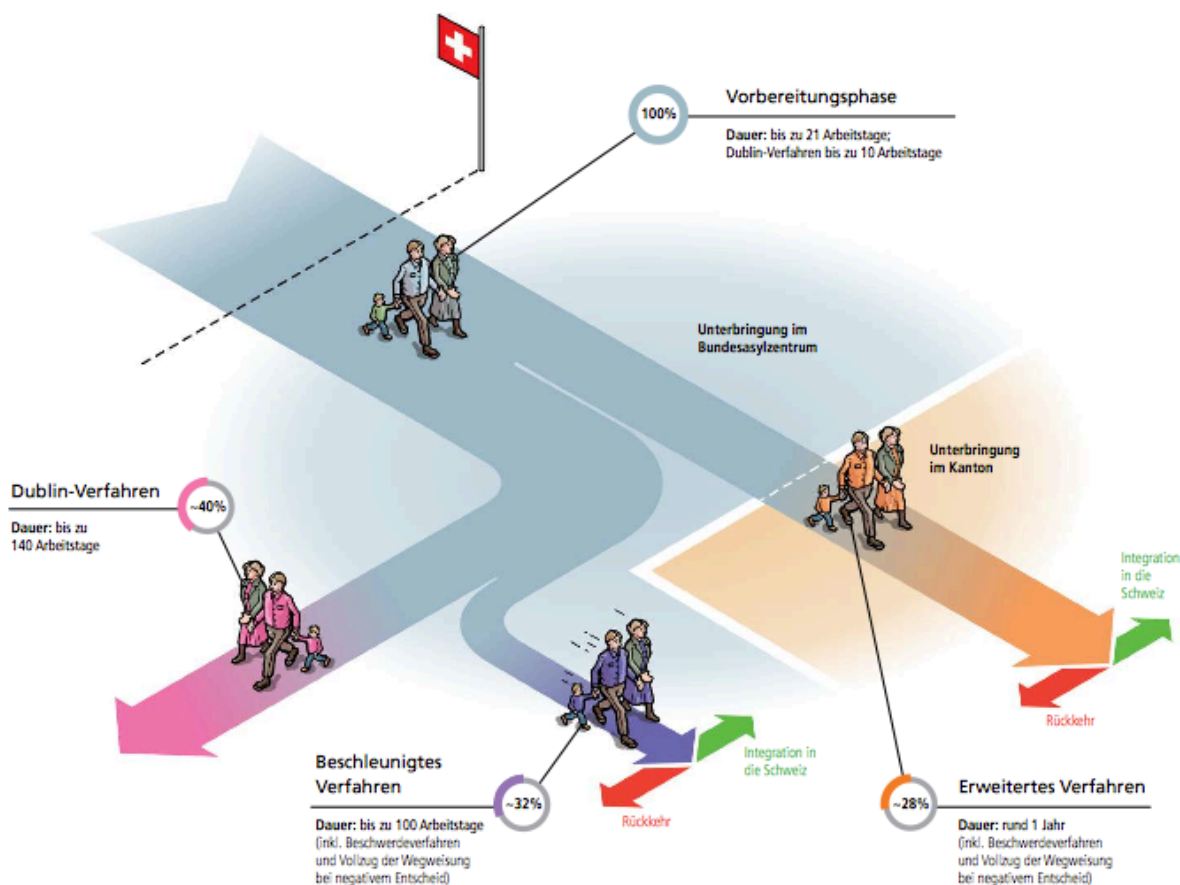 100%
Vorbereitungsphase
Dauer: bis zu 21 Arbeitstage;
Dublin-Verfahren bis zu 10 Arbeitstage
Unterbringung im
Bundesasylzentrum
Unterbringung
im Kanton
Dublin-Verfahren
~40%
Dauer: bis zu
140 Arbeitstage
Integration
in die
Schweiz
Rückkehr
Integration in
die Schweiz
Rückkehr
Beschleunigtes
Verfahren
~32%
Dauer: bis zu 100 Arbeitstage
(inkl. Beschwerdeverfahren
und Vollzug der Wegweisung
bei negativem Entscheid)
~28%
Erweitertes Verfahren
Dauer: rund 1 Jahr
(inkl. Beschwerdeverfahren
und Vollzug der Wegweisung
bei negativem Entscheid)